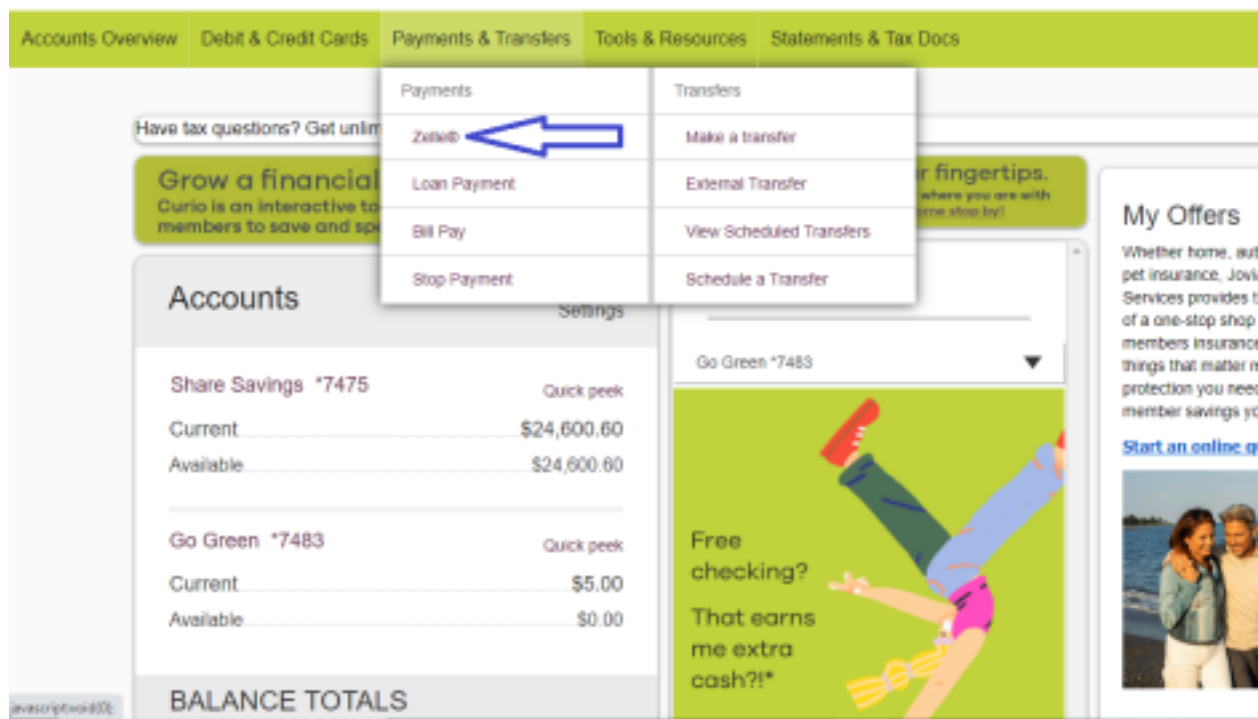 Accounts Overview Debit & Credit Cards Payments & Transfers Tools & Resources Statements & Tax Docs
Payments
Zelle®
Loan Payment
Bill Pay
Stop Payment
Transfers
Make a transfer
External Transfer
View Scheduled Transfers
Schedule a Transfer
Have tax questions? Get unlim
Grow a financial
Curio is an interactive to
members to save and spe
r fingertips.
where you are with
ome stop by!
Accounts
Settings
Share Savings *7475 Quick peek
Current $24,600.60
Available $24,600.60
Go Green *7483 Quick peek
Current $5.00
Available $0.00
BALANCE TOTALS
Go Green *7483
Free
checking?
That earns
me extra
cash?!*
My Offers
Whether home, aut
pet insurance, Jovi
Services provides t
of a one-stop shop
members insurance
things that matter m
protection you need
member savings yo
Start an online q
javascript:void(0);